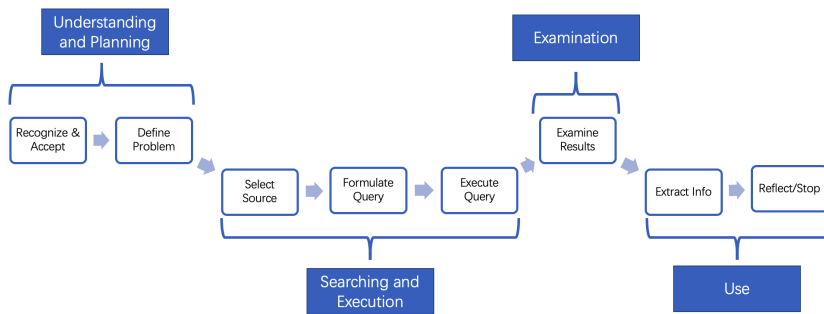 Understanding
and Planning
Examination
Recognize &
Accept
Define
Problem
Examine
Results
Select
Source
Formulate
Query
Execute
Query
Extract Info
Reflect/Stop
Searching and
Execution
Use